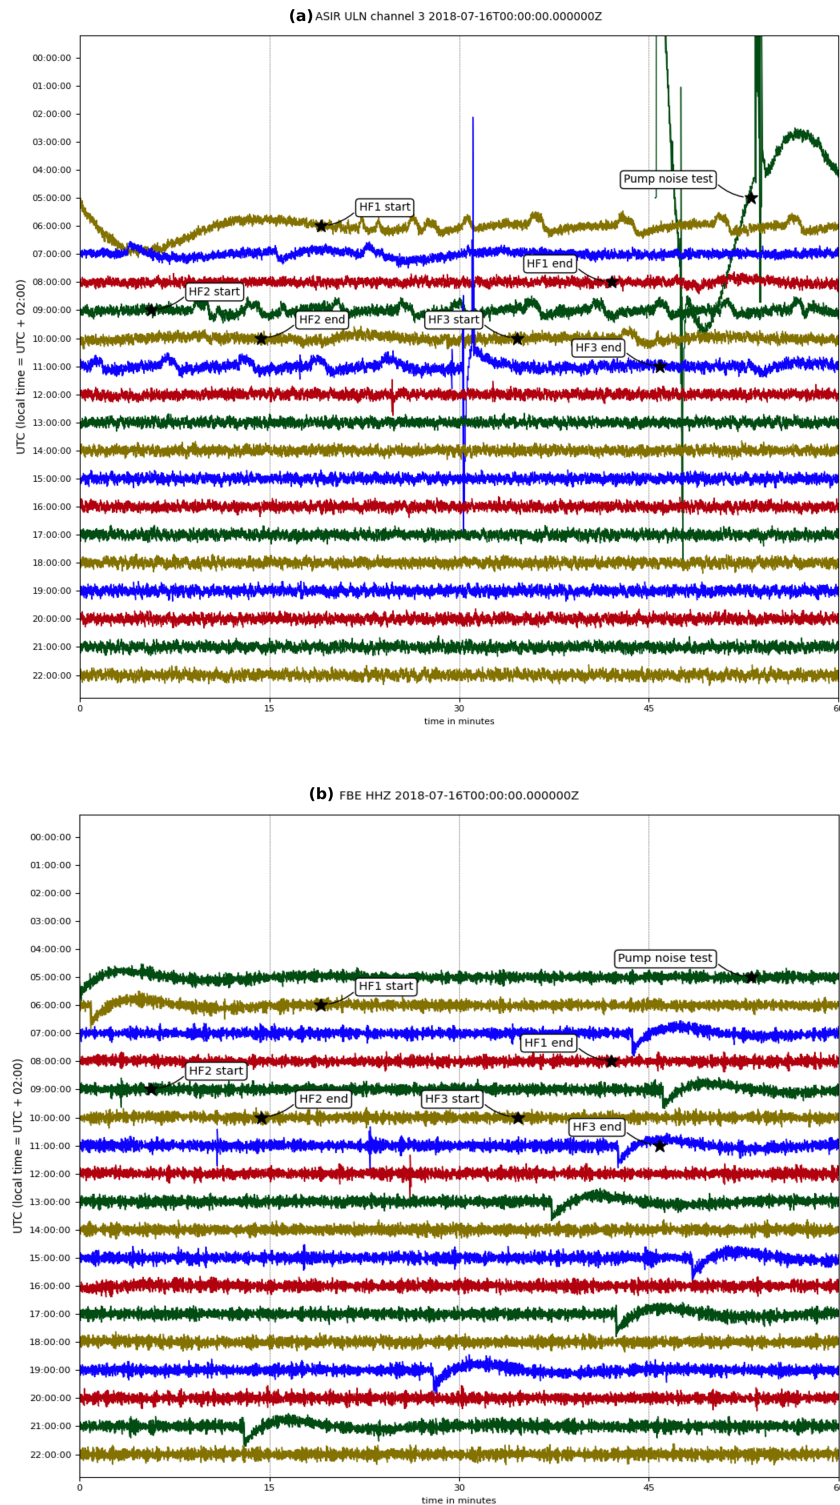 (a) ASIR ULN channel 3 2018-07-16T00:00:00.000000Z
00:00:00
01:00:00
02:00:00
03:00:00
04:00:00
Pump noise test
05:00:00
HF1 start
06:00:00
07:00:00
HF1 end
08:00:00
HF2 start
09:00:00
HF2 end
HF3 start
10:00:00
HF3 end
11:00:00
12:00:00
13:00:00
14:00:00
15:00:00
16:00:00
17:00:00
18:00:00
19:00:00
20:00:00
21:00:00
22:00:00
UTC (local time = UTC + 02:00)
0 15 30 45 60
time in minutes
(b) FBE HHZ 2018-07-16T00:00:00.000000Z
00:00:00
01:00:00
02:00:00
03:00:00
04:00:00
Pump noise test
05:00:00
HF1 start
06:00:00
07:00:00
HF1 end
08:00:00
HF2 start
09:00:00
HF2 end
HF3 start
10:00:00
HF3 end
11:00:00
12:00:00
13:00:00
14:00:00
15:00:00
16:00:00
17:00:00
18:00:00
19:00:00
20:00:00
21:00:00
22:00:00
UTC (local time = UTC + 02:00)
0 15 30 45 60
time in minutes